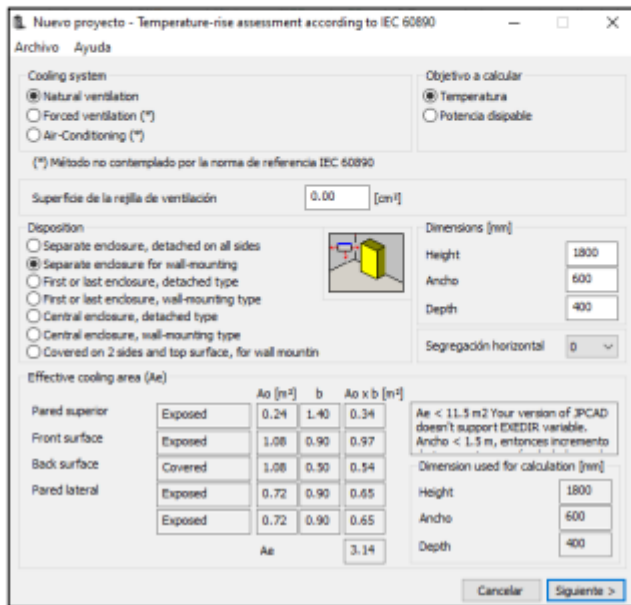 Nuevo proyecto - Temperature-rise assessment according to IEC 60890
Archivo Ayuda
Cooling system
Natural ventilation
Forced ventilation (*)
Air-Conditioning (*)
Objetivo a calcular
Temperatura
Potencia disipable
(*) Método no contemplado por la norma de referencia IEC 60890
Superficie de la rejilla de ventilación 0.00 [cm²]
Disposition
Separate enclosure, detached on all sides
Separate enclosure for wall-mounting
First or last enclosure, detached type
First or last enclosure, wall-mounting type
Central enclosure, detached type
Central enclosure, wall-mounting type
Covered on 2 sides and top surface, for wall mountin
Dimensions [mm]
Height 1800
Ancho 600
Depth 400
Segregación horizontal 0
Effective cooling area (Ae)
Ao [m²] b Ao x b [m²]
Pared superior Exposed 0.24 1.40 0.34
Front surface Exposed 1.08 0.90 0.97
Back surface Covered 1.08 0.50 0.54
Pared lateral Exposed 0.72 0.90 0.65
Exposed 0.72 0.90 0.65
Ae 3.14
Ae < 11.5 m2 Your version of JPCAD
doesn't support EXEDIR variable.
Ancho < 1.5 m, entonces incremento
Dimension used for calculation [mm]
Height 1800
Ancho 600
Depth 400
Cancelar Siguiente >